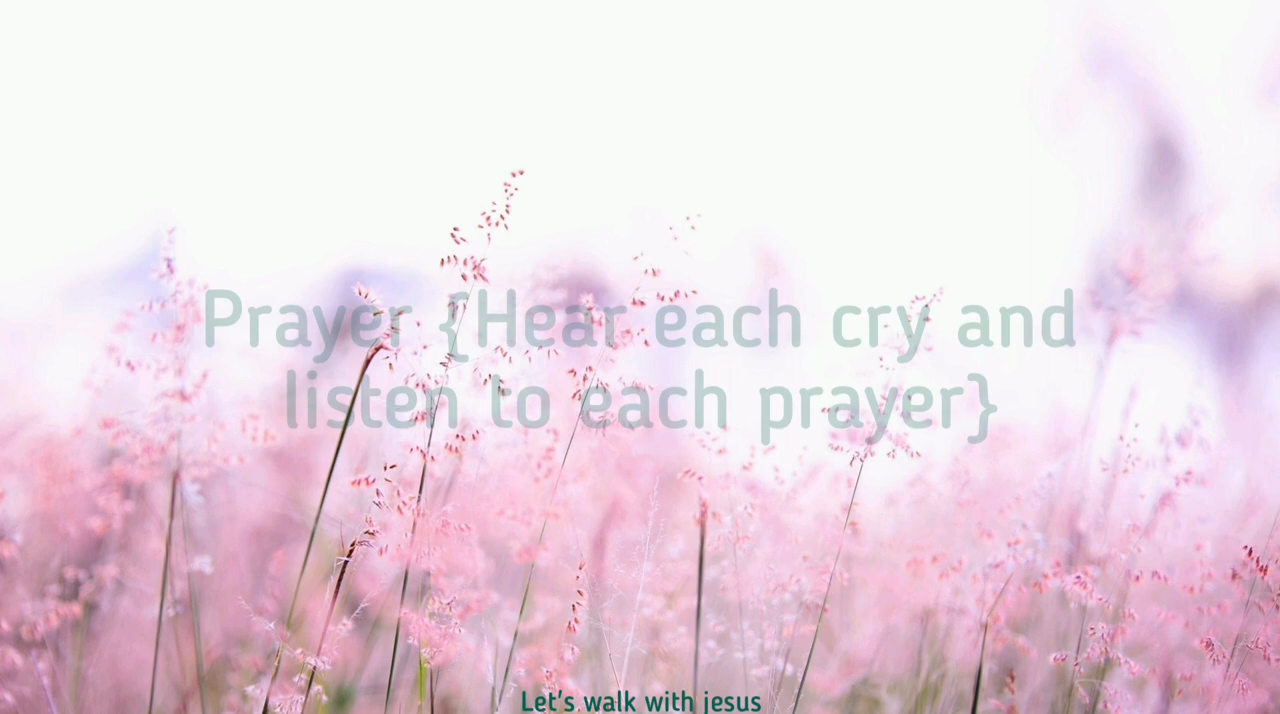 Prayer {Hear each cry and
listen to each prayer}
Let's walk with jesus